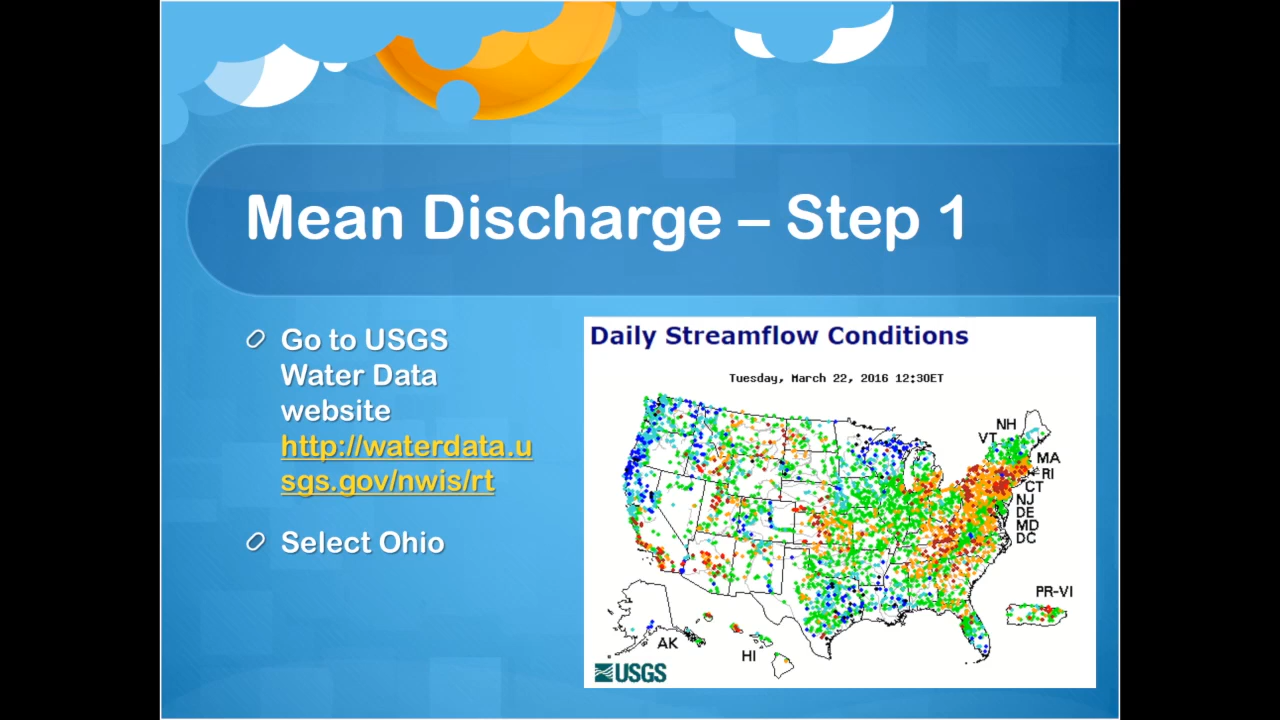 Mean Discharge – Step 1
Go to USGS
Water Data
website
http://waterdata.u
sgs.gov/nwis/rt
Select Ohio
Daily Streamflow Conditions
Tuesday, March 22, 2016 12:30ET
NH
VT
MA
RI
CT
NJ
DE
MD
DC
PR-VI
AK
HI
USGS